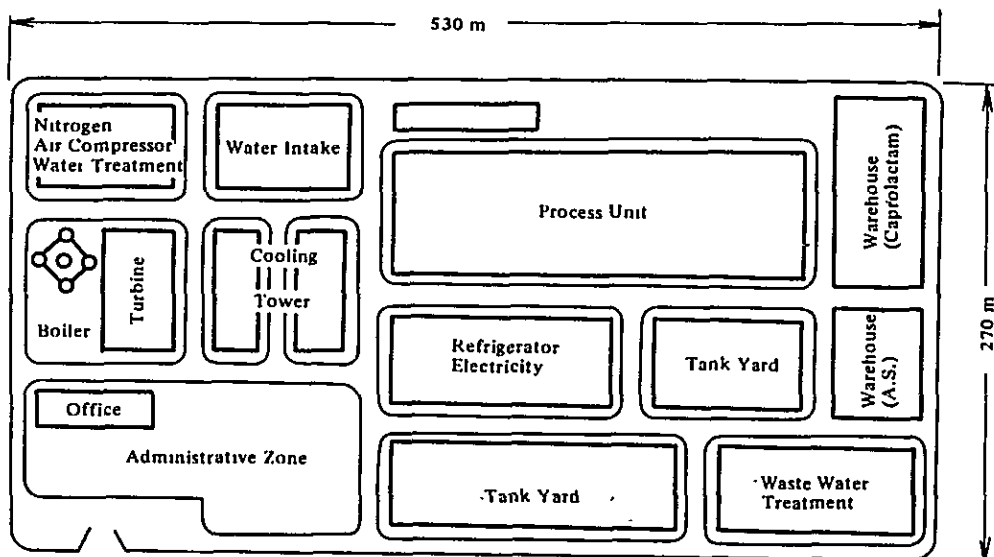 530 m
Nitrogen
Air Compressor
Water Treatment
Water Intake
Process Unit
Warehouse
(Caprolactam)
Boiler
Turbine
Cooling
Tower
Refrigerator
Electricity
Tank Yard
Warehouse
(A.S.)
270 m
Office
Administrative Zone
Tank Yard
Waste Water
Treatment